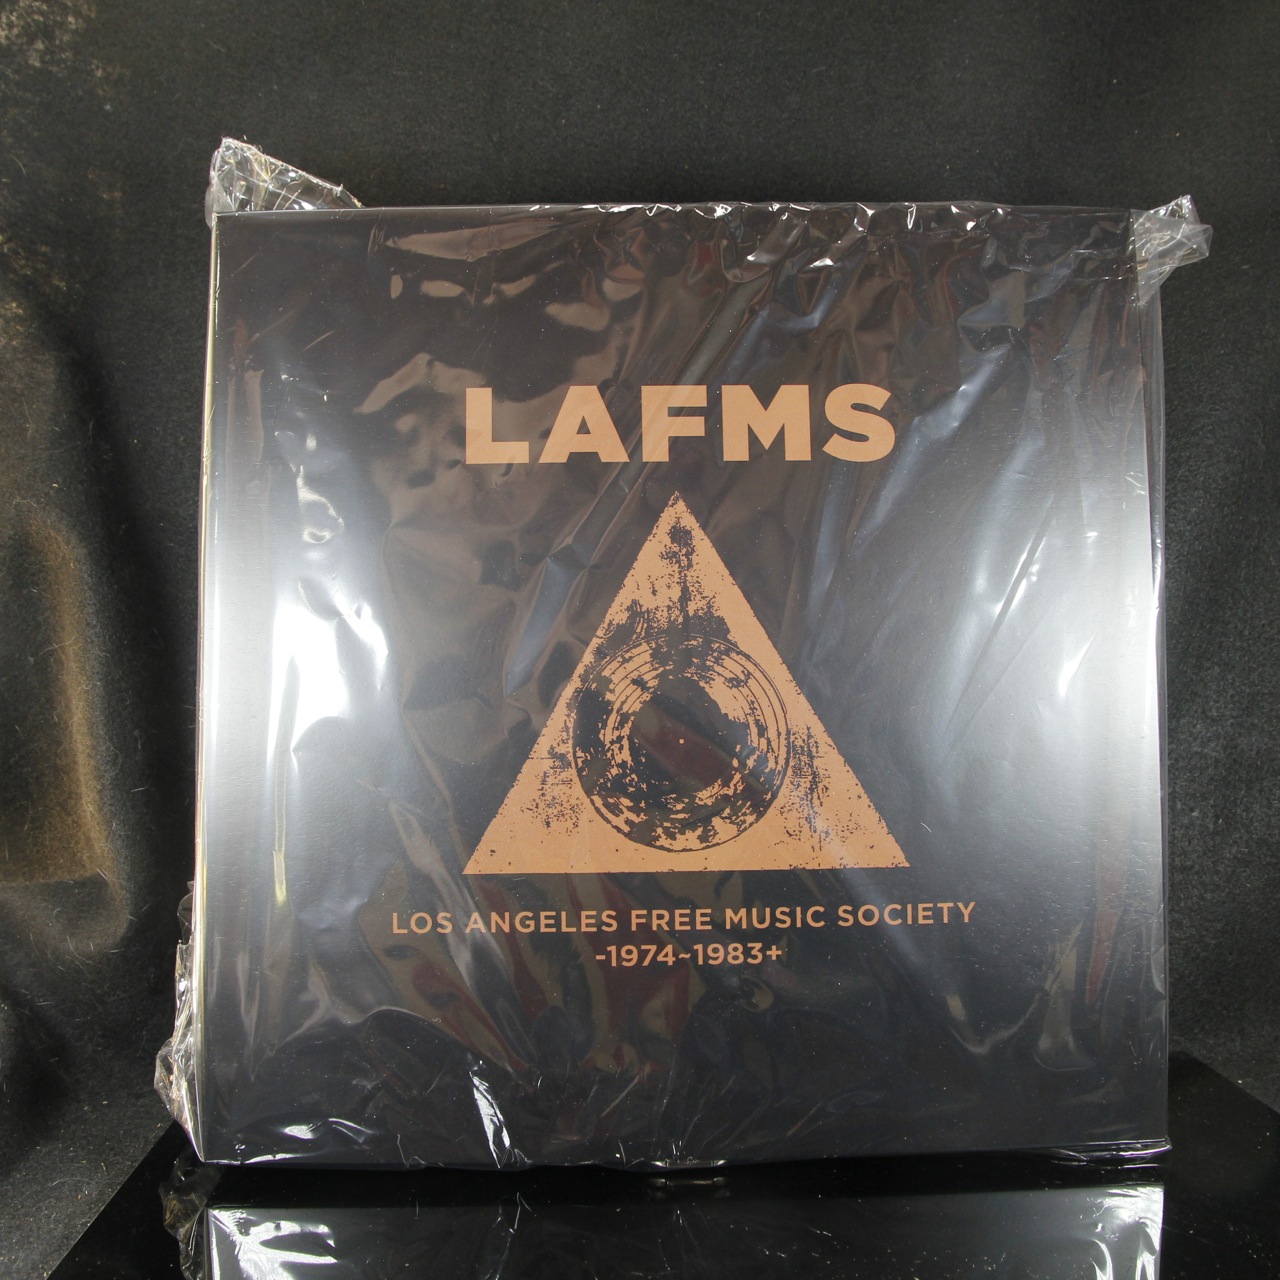 LAFMS
LOS ANGELES FREE MUSIC SOCIETY
-1974~1983+